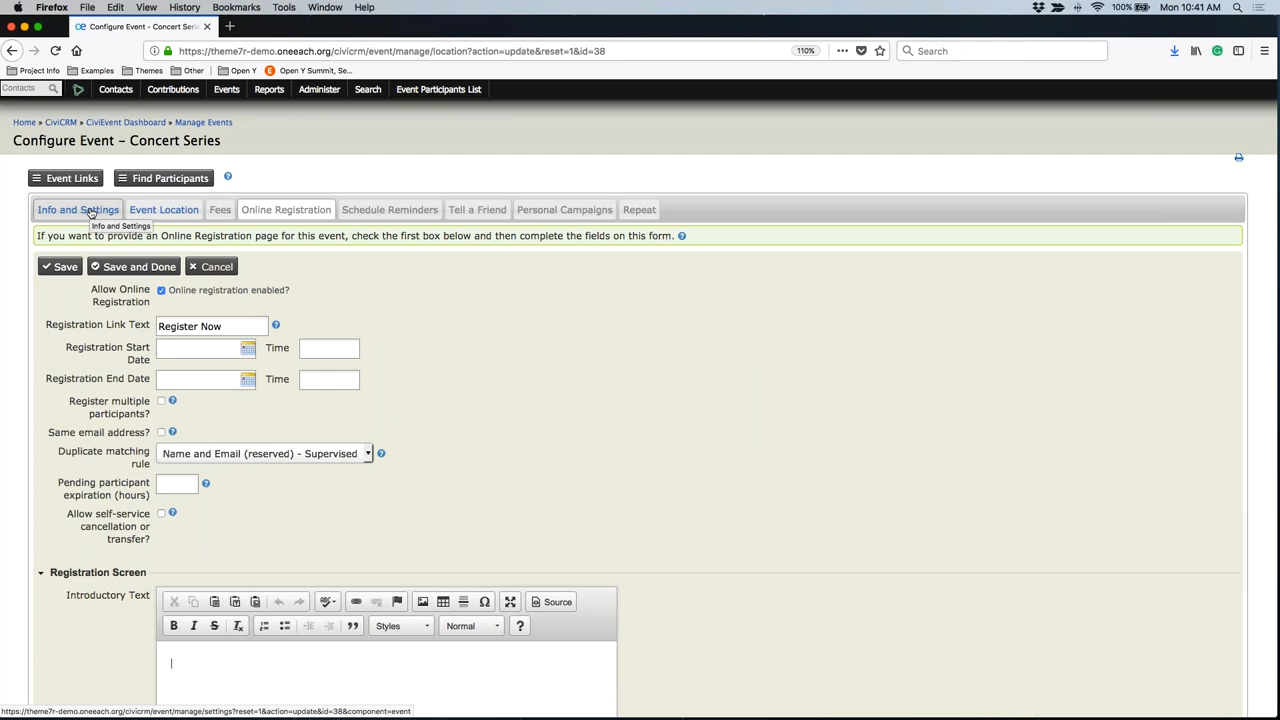 Firefox File Edit View History Bookmarks Tools Window Help 100% Mon 10:41 AM
Configure Event - Concert Serie
https://theme7r-demo.oneeach.org/civicrm/event/manage/location?action=update&reset=1&id=38 110% Search
Project Info Examples Themes Other Open Y Open Y Summit, Se...
Contacts Contacts Contributions Events Reports Administer Search Event Participants List
Home » CiviCRM » CiviEvent Dashboard » Manage Events
Configure Event - Concert Series
Event Links Find Participants
Info and Settings Event Location Fees Online Registration Schedule Reminders Tell a Friend Personal Campaigns Repeat
Info and Settings
If you want to provide an Online Registration page for this event, check the first box below and then complete the fields on this form.
Save Save and Done Cancel
Allow Online Registration Online registration enabled?
Registration Link Text Register Now
Registration Start Date Time
Registration End Date Time
Register multiple participants?
Same email address?
Duplicate matching rule Name and Email (reserved) - Supervised
Pending participant expiration (hours)
Allow self-service cancellation or transfer?
Registration Screen
Introductory Text
Source
B I S Tx Styles Normal ?
https://theme7r-demo.oneeach.org/civicrm/event/manage/settings?reset=1&action=update&id=38&component=event